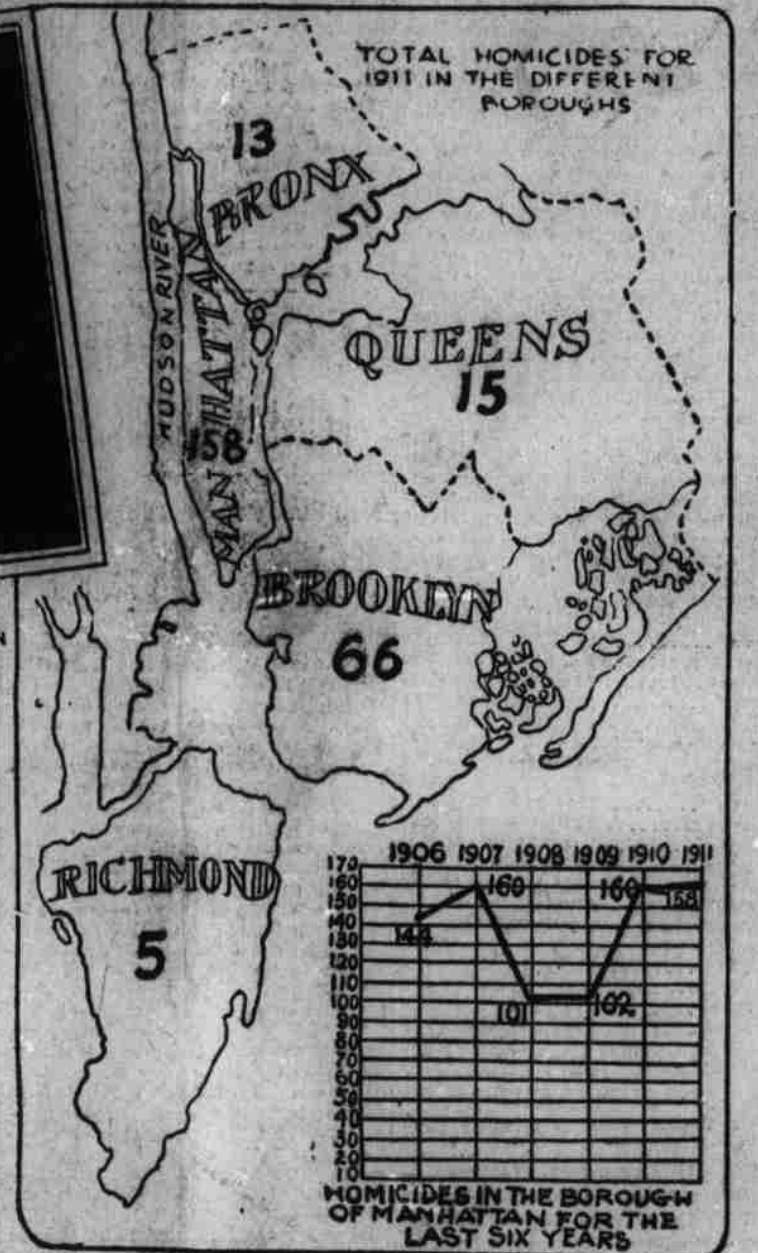 TOTAL HOMICIDES FOR
1911 IN THE DIFFERENT
BOROUGHS
13
BRONX
HUDSON RIVER
MANHATTAN
158
QUEENS
15
BROOKLYN
66
RICHMOND
5
1906 1907 1908 1909 1910 1911
170
160
150
140
130
120
110
100
90
80
70
60
50
40
30
20
10
144
160
101
102
160
158
HOMICIDES IN THE BOROUGH
OF MANHATTAN FOR THE
LAST SIX YEARS